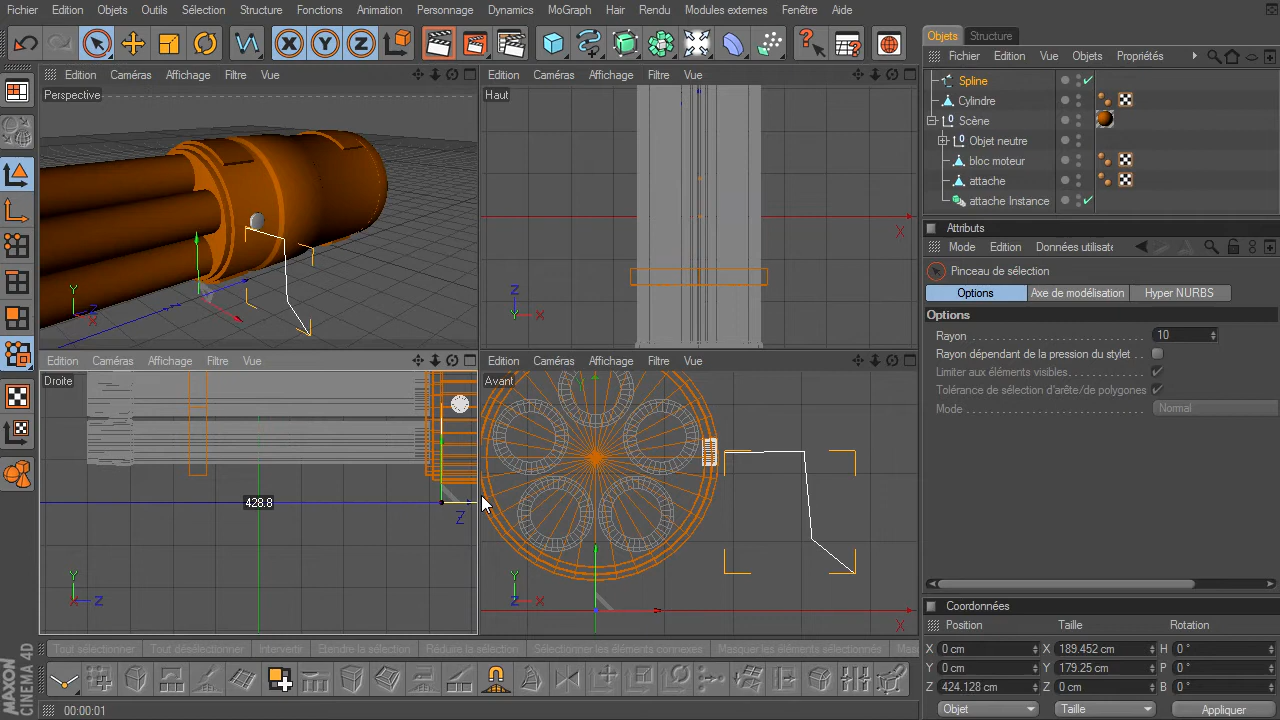 Fichier Edition Objets Outils Sélection Structure Fonctions Animation Personnage Dynamics MoGraph Hair Rendu Modules externes Fenêtre Aide
Objets Structure
Fichier Edition Vue Objets Propriétés
Edition Caméras Affichage Filtre Vue
Edition Caméras Affichage Filtre Vue
Perspective
Haut
Spline
Cylindre
Scène
Objet neutre
bloc moteur
attache
attache Instance
Y
Z
X
Z
Y
X
X
Attributs
Mode Edition Données utilisate
Pinceau de sélection
Options Axe de modélisation Hyper NURBS
Options
Rayon 10
Rayon dépendant de la pression du stylet
Limiter aux éléments visibles
Tolérance de sélection d'arête/de polygones
Mode Normal
Edition Caméras Affichage Filtre Vue
Edition Caméras Affichage Filtre Vue
Droite
Avant
428.8
Z
Y
X Z
Y
Z X
X
Coordonnées
Position Taille Rotation
X 0 cm X 189.452 cm H 0 °
Y 0 cm Y 179.25 cm P 0 °
Z 424.128 cm Z 0 cm B 0 °
Objet Taille Appliquer
Tout sélectionner Tout désélectionner Intervertir Etendre la sélection Réduire la sélection Sélectionner les éléments connexes Masquer les éléments sélectionnés Mas
MAXON
CINEMA 4D
00:00:01